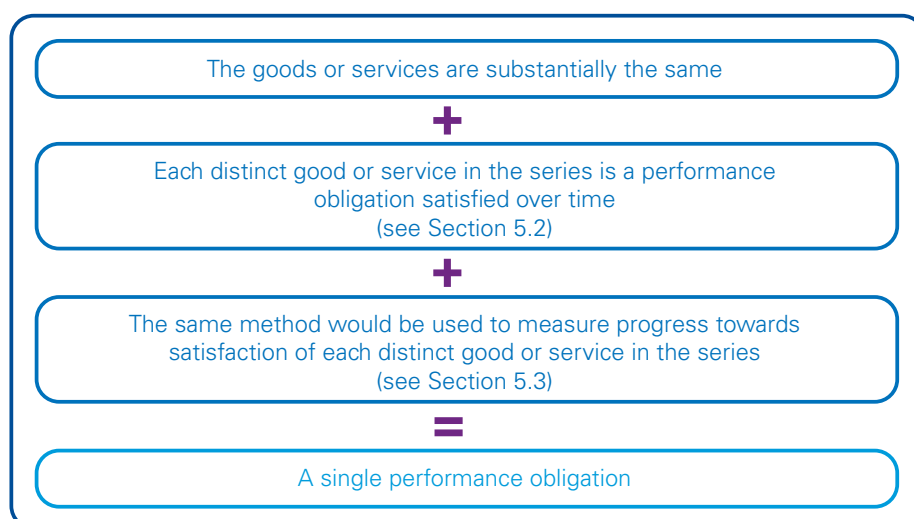 The goods or services are substantially the same
+
Each distinct good or service in the series is a performance
obligation satisfied over time
(see Section 5.2)
+
The same method would be used to measure progress towards
satisfaction of each distinct good or service in the series
(see Section 5.3)
=
A single performance obligation